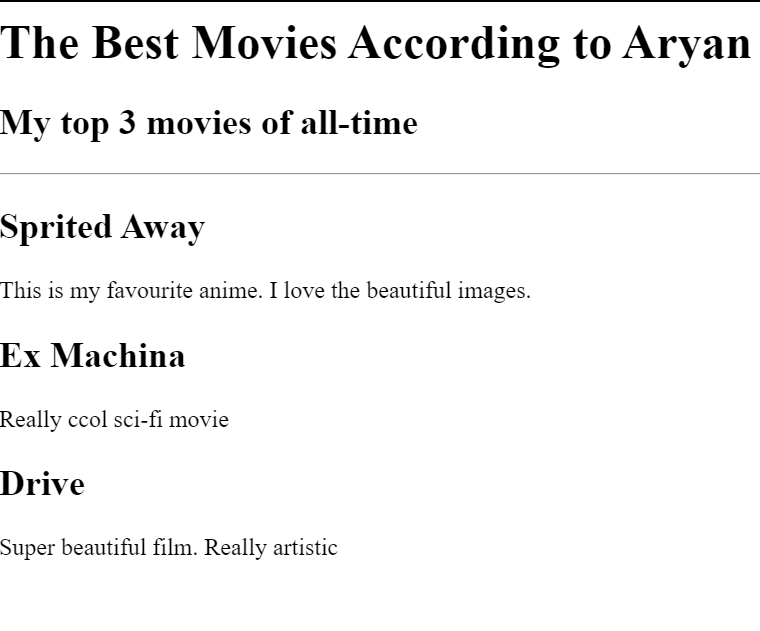 The Best Movies According to Aryan
My top 3 movies of all-time
Sprited Away
This is my favourite anime. I love the beautiful images.
Ex Machina
Really ccol sci-fi movie
Drive
Super beautiful film. Really artistic